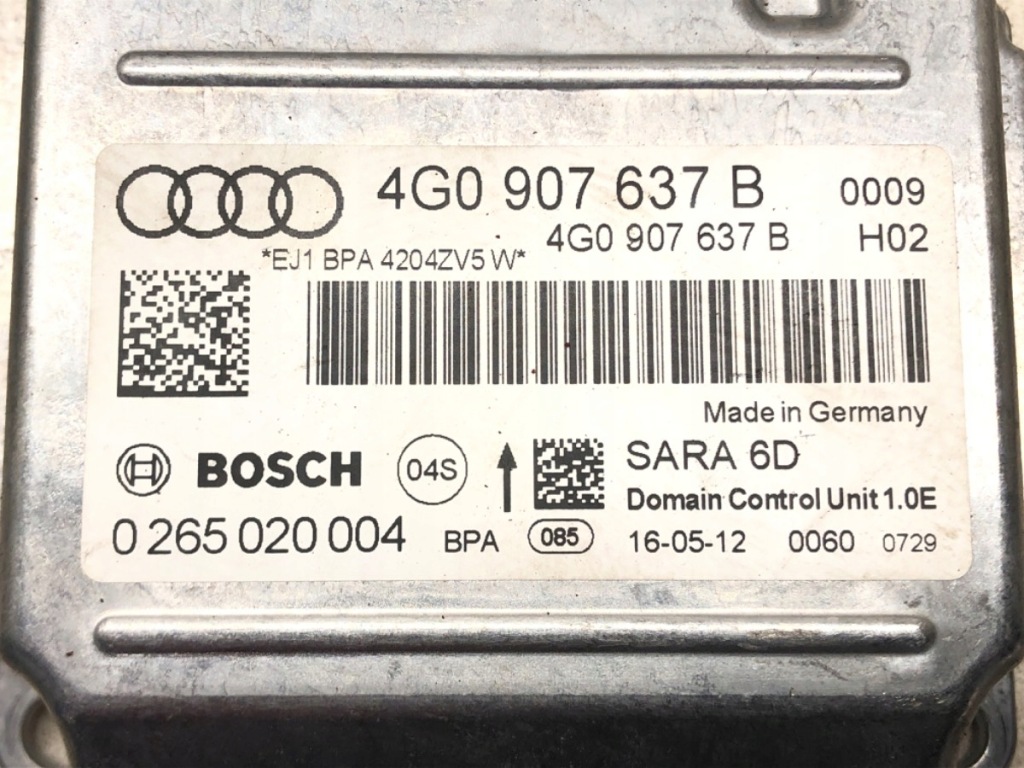 4G0 907 637 B 0009
4G0 907 637 B H02
*EJ1 BPA 4204ZV5 W*
Made in Germany
BOSCH 04S SARA 6D
Domain Control Unit 1.0E
0 265 020 004 BPA 085 16-05-12 0060 0729